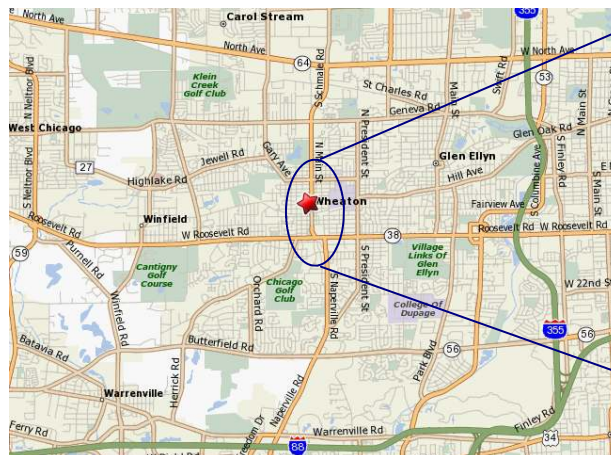 355
Carol Stream
North Ave
W North Ave
64
S Schmale Rd
N Neltnor Blvd
Klein
Creek
Golf Club
St Charles Rd
Main St
Swift Rd
53
N Main St
Geneva Rd
West Chicago
N President St
Glen Oak Rd
Gary Ave
N Main St
Jewell Rd
Glen Ellyn
S Finley Rd
27
Highlake Rd
Hill Ave
S Columbine Ave
S Main St
S Neltnor Blvd
Wheaton
Fairview Ave
Roosevelt Rd
Winfield
W Roosevelt Rd
38
Roosevelt Rd
W Roosevelt Rd
59
Purnell Rd
Cantigny
Golf
Course
Village
Links Of
Glen
Ellyn
S President St
Chicago
Golf
Club
Orchard Rd
S Naperville Rd
W 22nd St
Winfield Rd
College Of
Dupage
355
Batavia Rd
Butterfield Rd
56
56
Park Blvd
Herrick Rd
Warrenville
Naperville Rd
Finley Rd
Ferry Rd
eedom Dr
88
Warrenville Rd
34